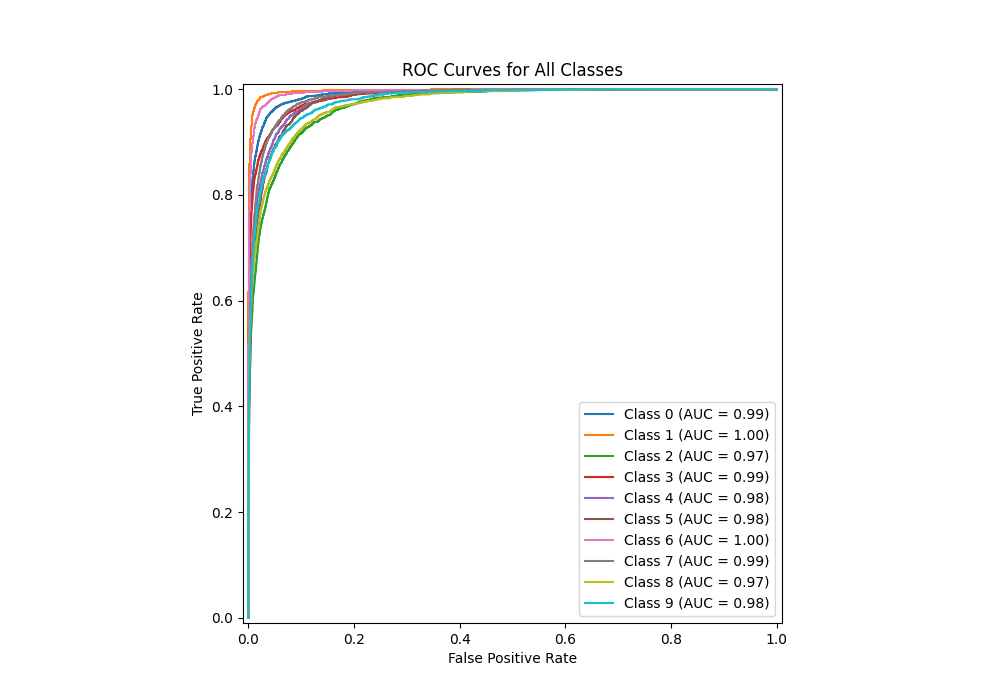 ROC Curves for All Classes
1.0
0.8
0.6
0.4
0.2
0.0
True Positive Rate
Class 0 (AUC = 0.99)
Class 1 (AUC = 1.00)
Class 2 (AUC = 0.97)
Class 3 (AUC = 0.99)
Class 4 (AUC = 0.98)
Class 5 (AUC = 0.98)
Class 6 (AUC = 1.00)
Class 7 (AUC = 0.99)
Class 8 (AUC = 0.97)
Class 9 (AUC = 0.98)
0.0 0.2 0.4 0.6 0.8 1.0
False Positive Rate